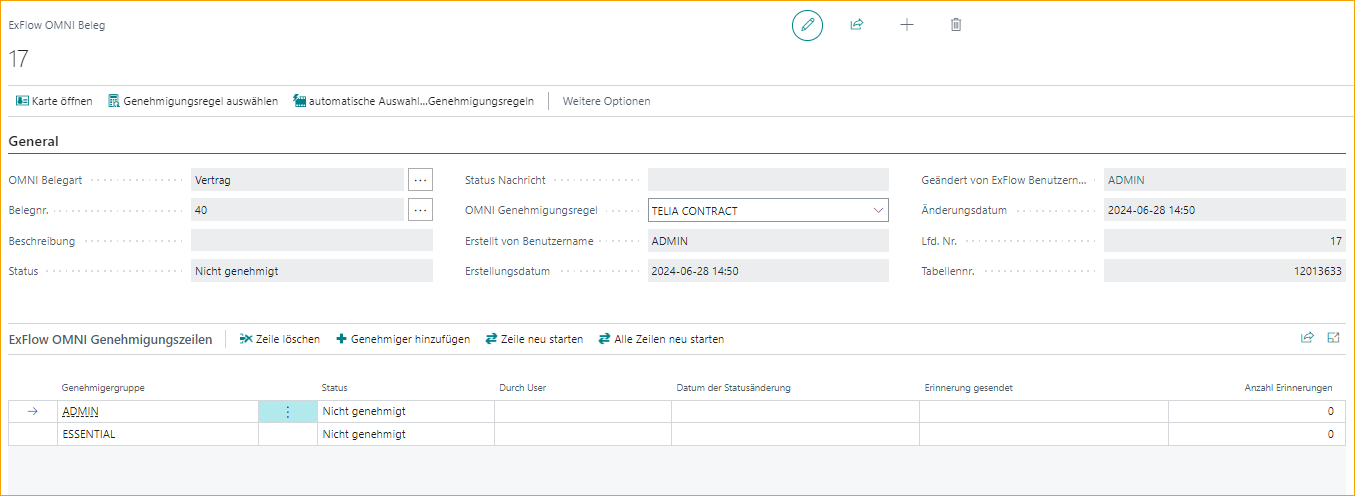 ExFlow OMNI Beleg
17
Karte öffnen Genehmigungsregel auswählen automatische Auswahl...Genehmigungsregeln Weitere Optionen
General
OMNI Belegart Vertrag ... Status Nachricht Geändert von ExFlow Benutzern... ADMIN
Belegnr. 40 ... OMNI Genehmigungsregel TELIA CONTRACT Änderungsdatum 2024-06-28 14:50
Beschreibung Erstellt von Benutzername ADMIN Lfd. Nr. 17
Status Nicht genehmigt Erstellungsdatum 2024-06-28 14:50 Tabellennr. 12013633
ExFlow OMNI Genehmigungszeilen Zeile löschen Genehmiger hinzufügen Zeile neu starten Alle Zeilen neu starten
Genehmigergruppe Status Durch User Datum der Statusänderung Erinnerung gesendet Anzahl Erinnerungen
ADMIN Nicht genehmigt 0
ESSENTIAL Nicht genehmigt 0